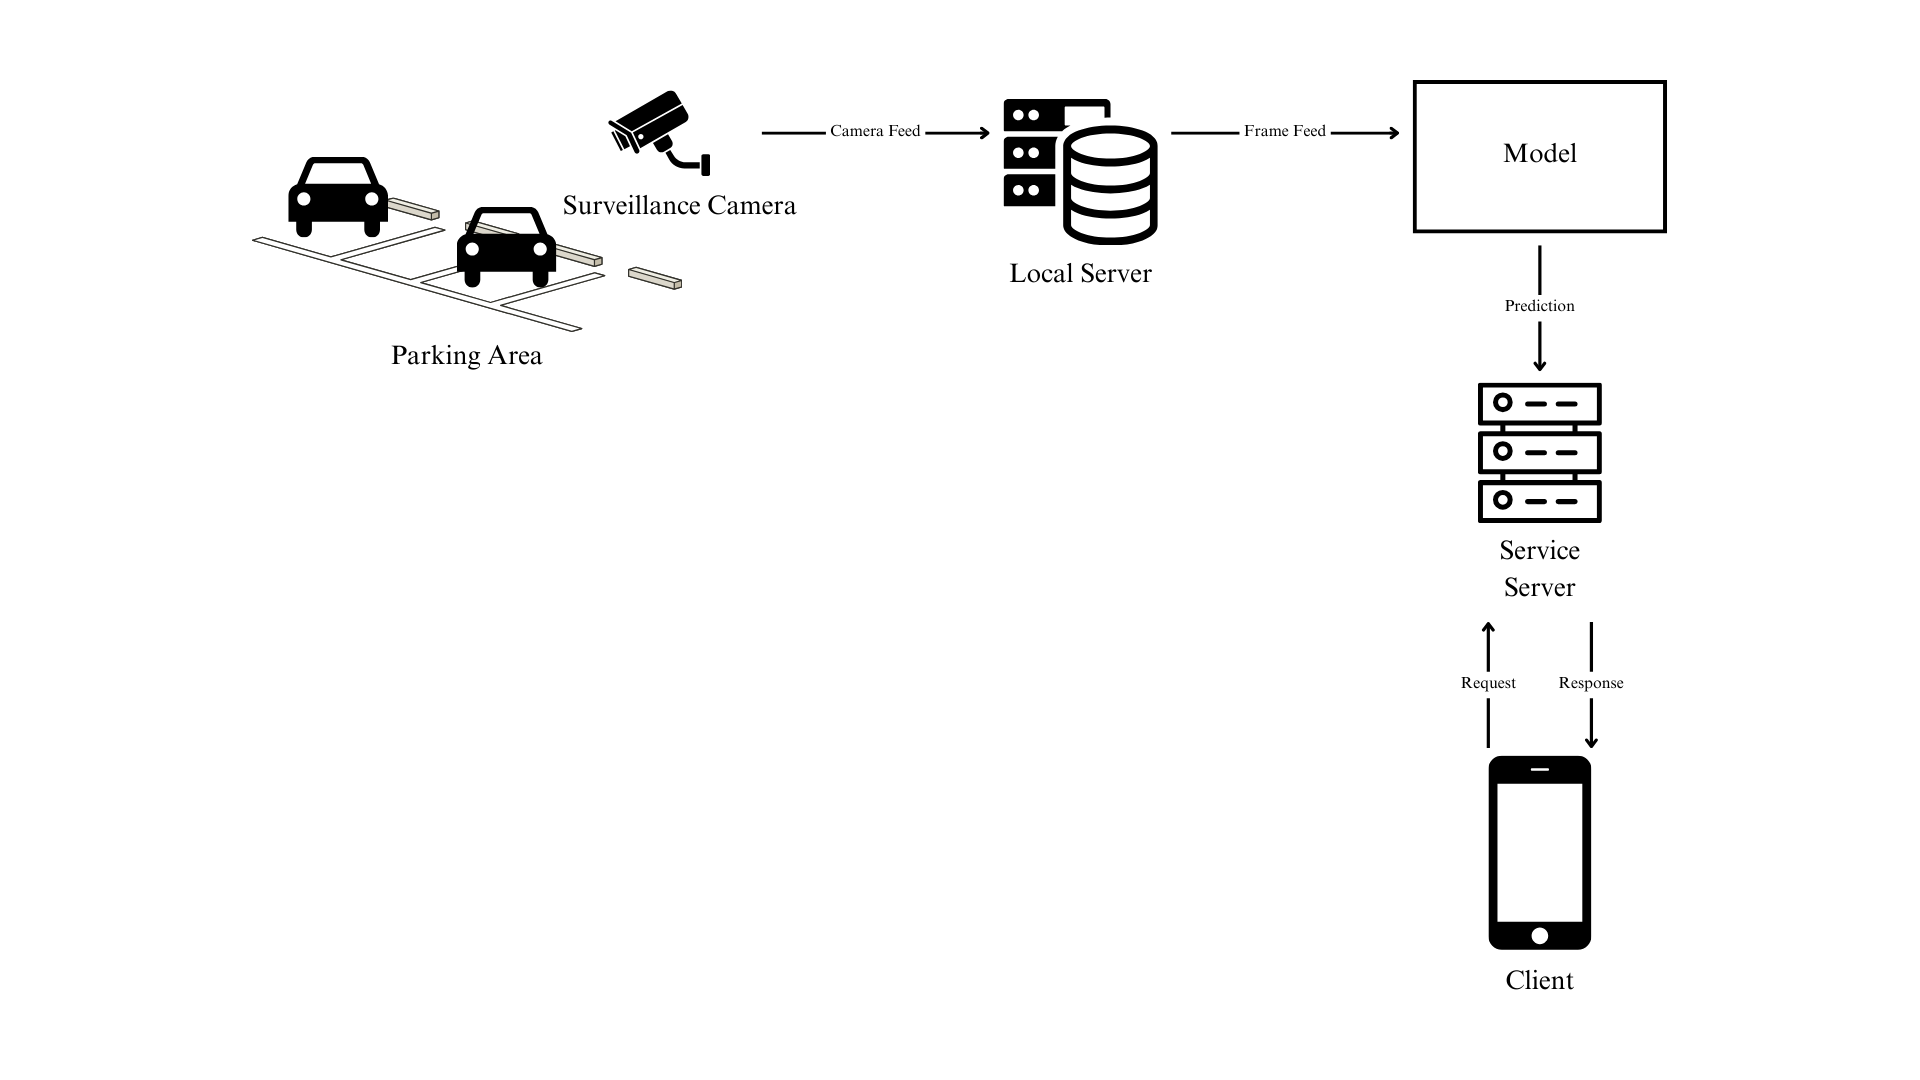 Camera Feed
Frame Feed
Model
Surveillance Camera
Local Server
Parking Area
Prediction
Service
Server
Request
Response
Client